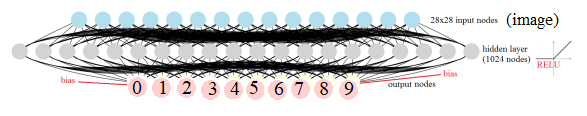 28x28 input nodes (image)
hidden layer
(1024 nodes)
RELU
bias
bias
0 1 2 3 4 5 6 7 8 9
output nodes